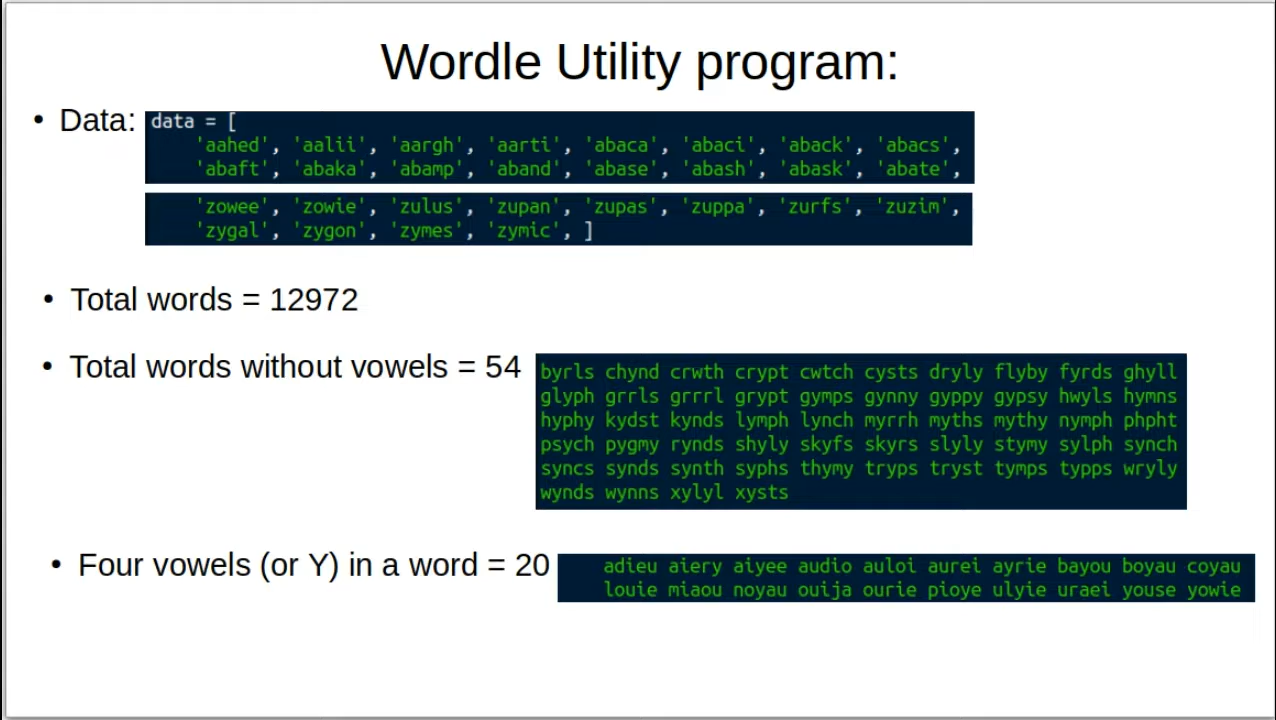 Wordle Utility program:
• Data:
data = [
'aahed', 'aalii', 'aargh', 'aarti', 'abaca', 'abaci', 'aback', 'abacs',
'abaft', 'abaka', 'abamp', 'aband', 'abase', 'abash', 'abask', 'abate',
'zowee', 'zowie', 'zulus', 'zupan', 'zupas', 'zuppa', 'zurfs', 'zuzim',
'zygal', 'zygon', 'zymes', 'zymic', ]
• Total words = 12972
• Total words without vowels = 54
byrls chynd crwth crypt cwtch cysts dryly flyby fyrds ghyll
glyph grrls grrrl grypt gymps gynny gyppy gypsy hwyls hymns
hyphy kydst kynds lymph lynch myrrh myths mythy nymph phpht
psych pygmy rynds shyly skyfs skyrs slyly stymy sylph synch
syncs synds synth syphs thymy tryps tryst tymps typps wryly
wynds wynns xylyl xysts
• Four vowels (or Y) in a word = 20
adieu aiery aiyee audio auloi aurei ayrie bayou boyau coyau
louie miaou noyau ouija ourie pioye ulyie uraei youse yowie